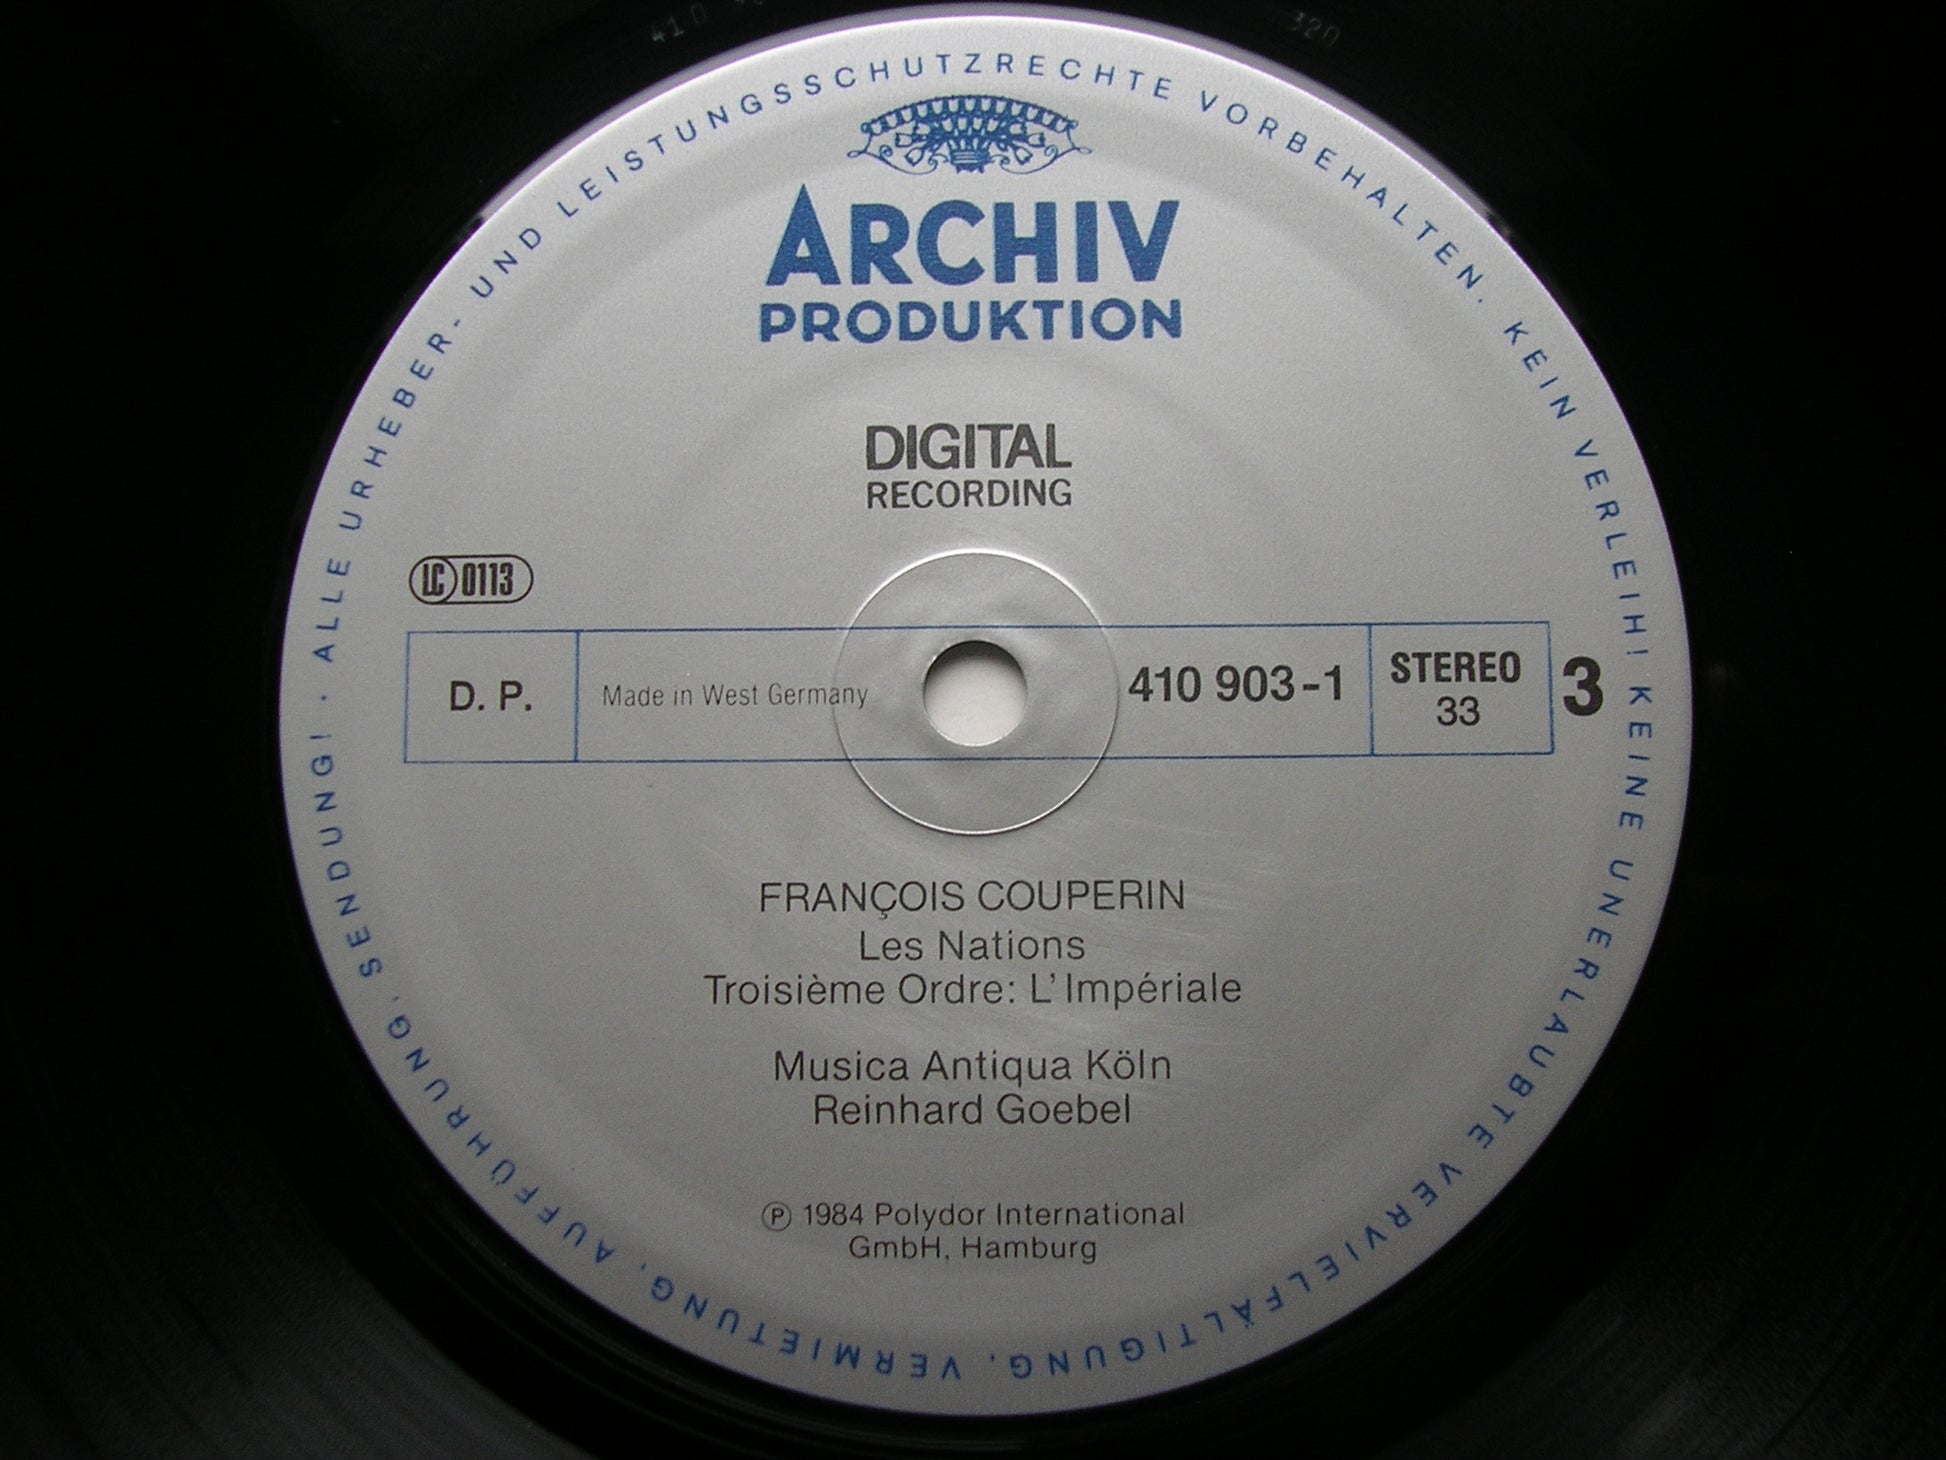 ALLE URHEBER- UND LEISTUNGSSCHUTZRECHTE VORBEHALTEN. KEIN VERLEIH! KEINE UNERLAUBTE VERVIELFÄLTIGUNG, VERMIETUNG, AUFFÜHRUNG, SENDUNG! ·
ARCHIV
PRODUKTION
DIGITAL
RECORDING
LC 0113
D. P.
Made in West Germany
410 903-1
STEREO
33
3
FRANÇOIS COUPERIN
Les Nations
Troisième Ordre: L'Impériale
Musica Antiqua Köln
Reinhard Goebel
Ⓟ 1984 Polydor International
GmbH, Hamburg
410
320